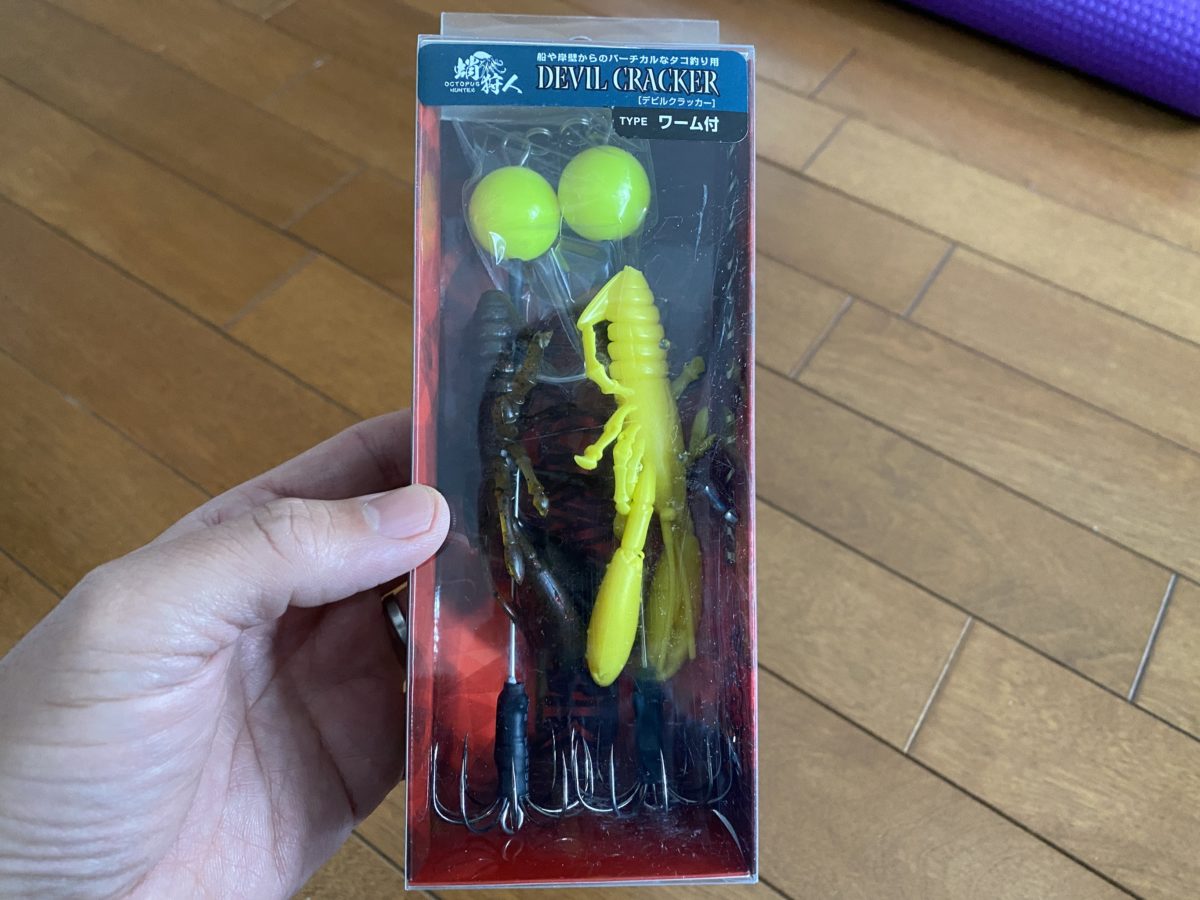 船や岸壁からのバーチカルなタコ釣り用
蛸狩人
OCTOPUS
HUNTER
DEVIL CRACKER
[デビルクラッカー]
TYPE ワーム付